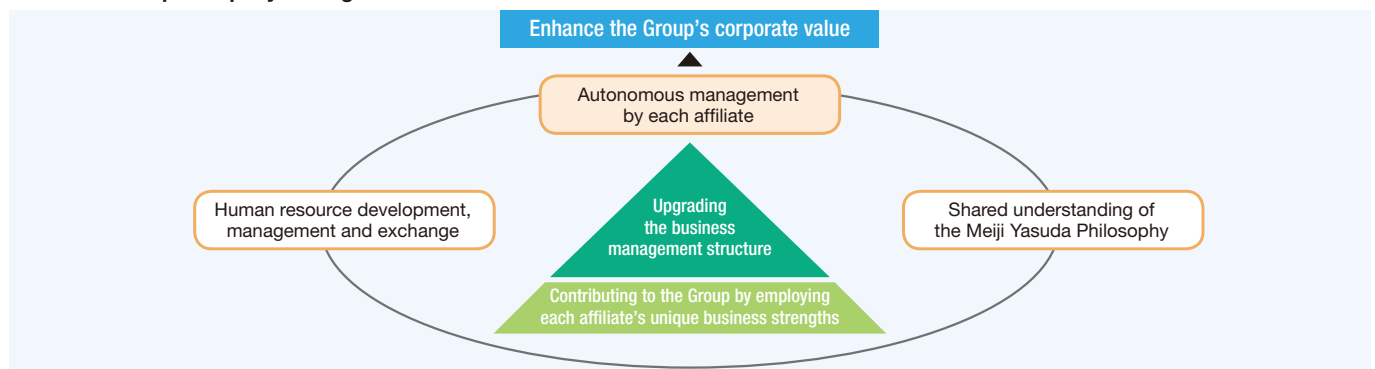 Enhance the Group's corporate value
Autonomous management
by each affiliate
Human resource development,
management and exchange
Shared understanding of
the Meiji Yasuda Philosophy
Upgrading
the business
management structure
Contributing to the Group by employing
each affiliate's unique business strengths